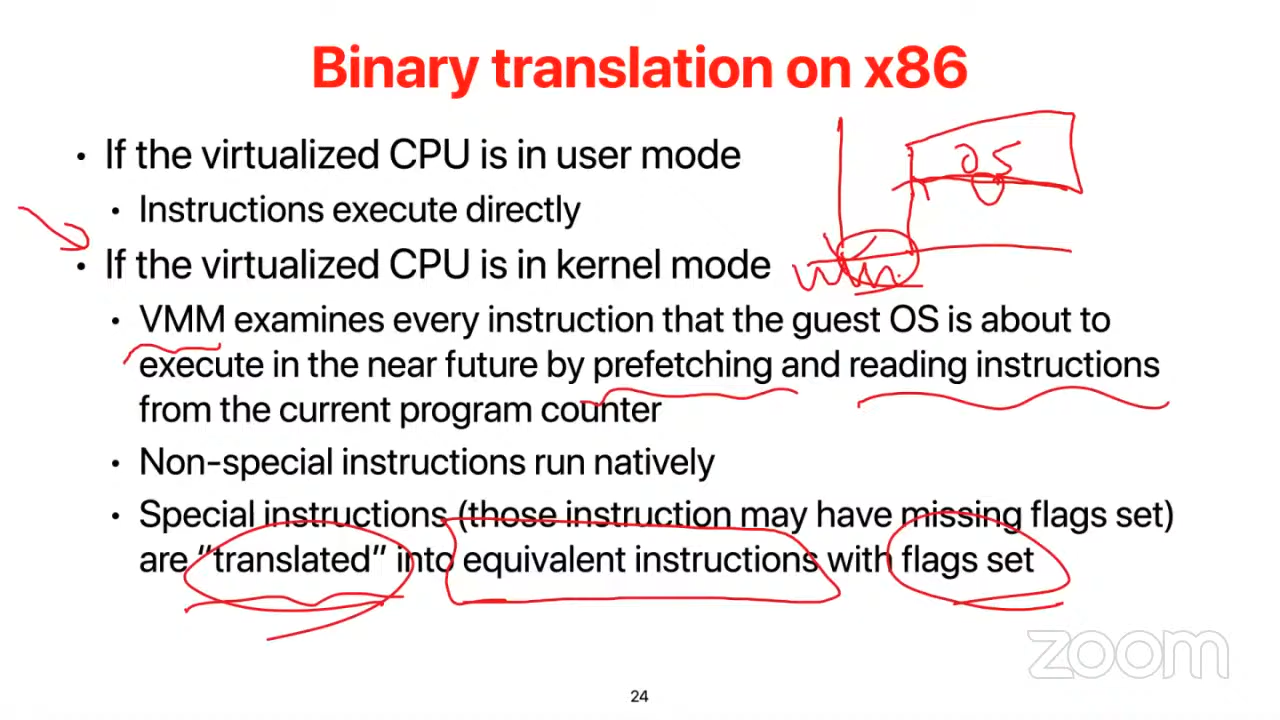 Binary translation on x86
• If the virtualized CPU is in user mode
• Instructions execute directly
OS
• If the virtualized CPU is in kernel mode
• VMM examines every instruction that the guest OS is about to
execute in the near future by prefetching and reading instructions
from the current program counter
• Non-special instructions run natively
• Special instructions (those instruction may have missing flags set)
are “translated” into equivalent instructions with flags set
zoom
24